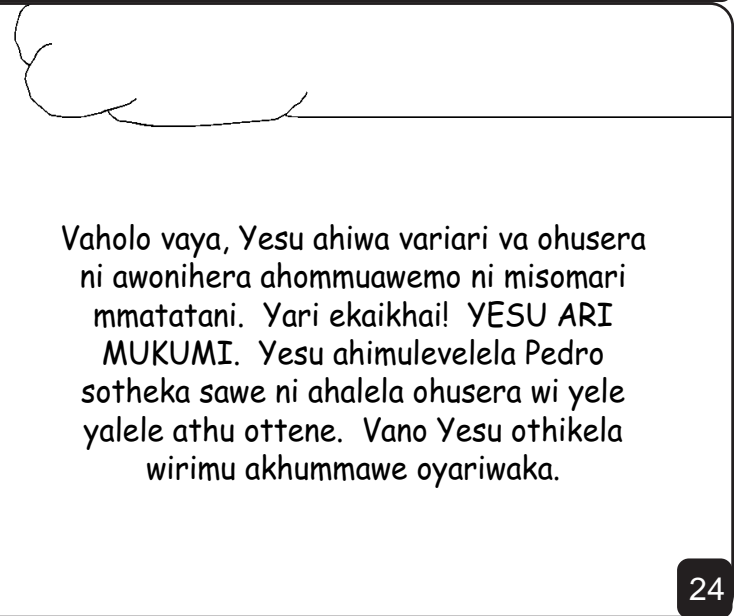 Vaholo vaya, Yesu ahiwa variari va ohusera
ni awonihera ahommuawemo ni misomari
mmatatani.  Yari ekaikhai!  YESU ARI
MUKUMI.  Yesu ahimulevelela Pedro
sotheka sawe ni ahalela ohusera wi yele
yalele athu ottene.  Vano Yesu othikela
wirimu akhummawe oyariwaka.
24